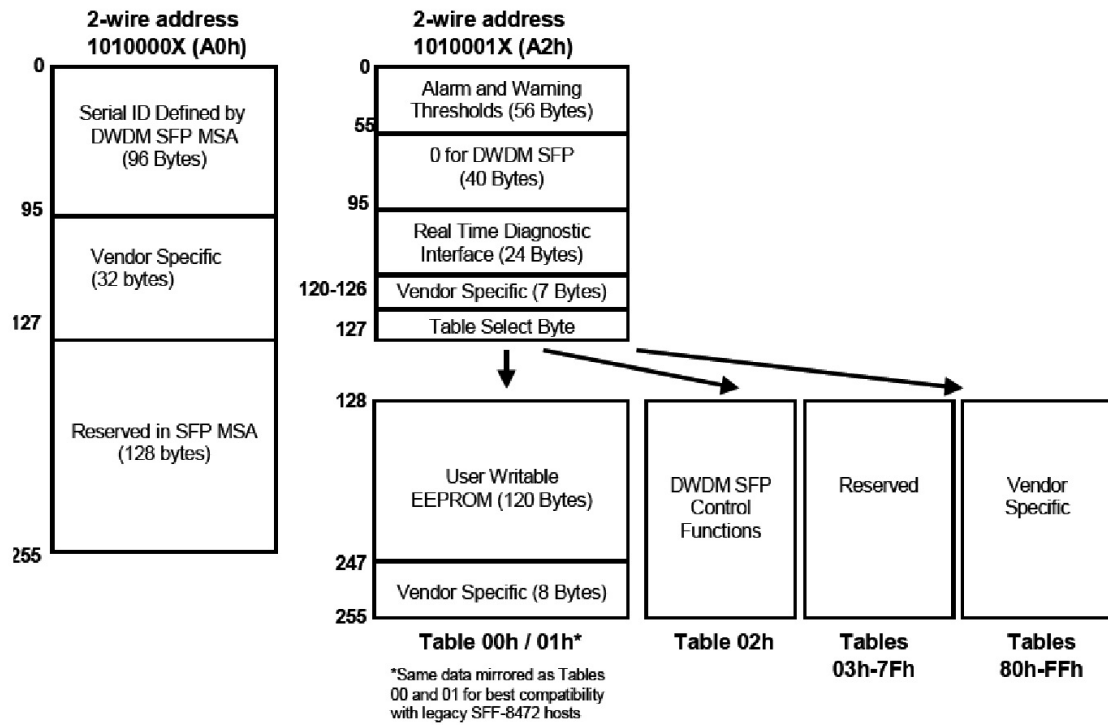 2-wire address
1010000X (A0h)
0
Serial ID Defined by
DWDM SFP MSA
(96 Bytes)
95
Vendor Specific
(32 bytes)
127
Reserved in SFP MSA
(128 bytes)
255
2-wire address
1010001X (A2h)
0
Alarm and Warning
Thresholds (56 Bytes)
55
0 for DWDM SFP
(40 Bytes)
95
Real Time Diagnostic
Interface (24 Bytes)
120-126
Vendor Specific (7 Bytes)
127
Table Select Byte
128
User Writable
EEPROM (120 Bytes)
247
Vendor Specific (8 Bytes)
255
Table 00h / 01h*
*Same data mirrored as Tables
00 and 01 for best compatibility
with legacy SFF-8472 hosts
DWDM SFP
Control
Functions
Table 02h
Reserved
Tables
03h-7Fh
Vendor
Specific
Tables
80h-FFh